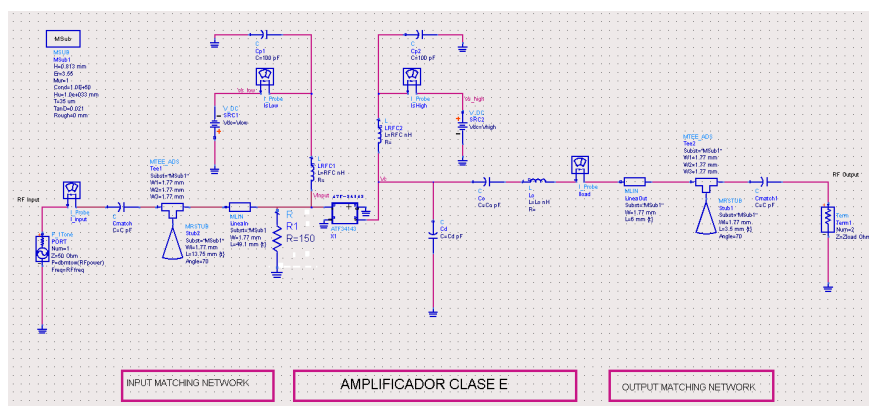 MSub
MSUB
MSub1
H=0.813 mm
Er=3.55
Mur=1
Cond=1.0E+50
Hu=1.0e+033 mm
T=35 um
TanD=0.021
Rough=0 mm
C
Cp1
C=100 pF
I_Probe
ISLow
Vb_low
V_DC
SRC1
Vdc=Vlow
L
LRFC1
L=RFC nH
R=
C
Cp2
C=100 pF
I_Probe
ISHigh
Vb_high
V_DC
SRC2
Vdc=Vhigh
L
LRFC2
L=RFC nH
R=
RF Input
I_Probe
I_input
P_1Tone
PORT
Num=1
Z=50 Ohm
P=dbmtow(RFpower)
Freq=RFfreq
C
Cmatch
C=C pF
MTEE_ADS
Tee1
Subst="MSub1"
W1=1.77 mm
W2=1.77 mm
W3=1.77 mm
MRSTUB
Stub2
Subst="MSub1"
Wi=1.77 mm
L=13.75 mm {t}
Angle=70
MLIN
LineaIn
Subst="MSub1"
W=1.77 mm
L=49.1 mm {t}
R
R1
R=150
Vinput
ATF-34143
ATF34143
X1
C
Cd
C=Cd pF
C
Co
C=Co pF
L
Lo
L=Lo nH
R=
I_Probe
Iload
MLIN
LineaOut
Subst="MSub1"
W=1.77 mm
L=5 mm {t}
MTEE_ADS
Tee2
Subst="MSub1"
W1=1.77 mm
W2=1.77 mm
W3=1.77 mm
MRSTUB
Stub1
Subst="MSub1"
Wi=1.77 mm
L=3.5 mm {t}
Angle=70
C
Cmatch1
C=C pF
RF Output
Term
Term1
Num=2
Z=Zload Ohm
INPUT MATCHING NETWORK
AMPLIFICADOR CLASE E
OUTPUT MATCHING NETWORK